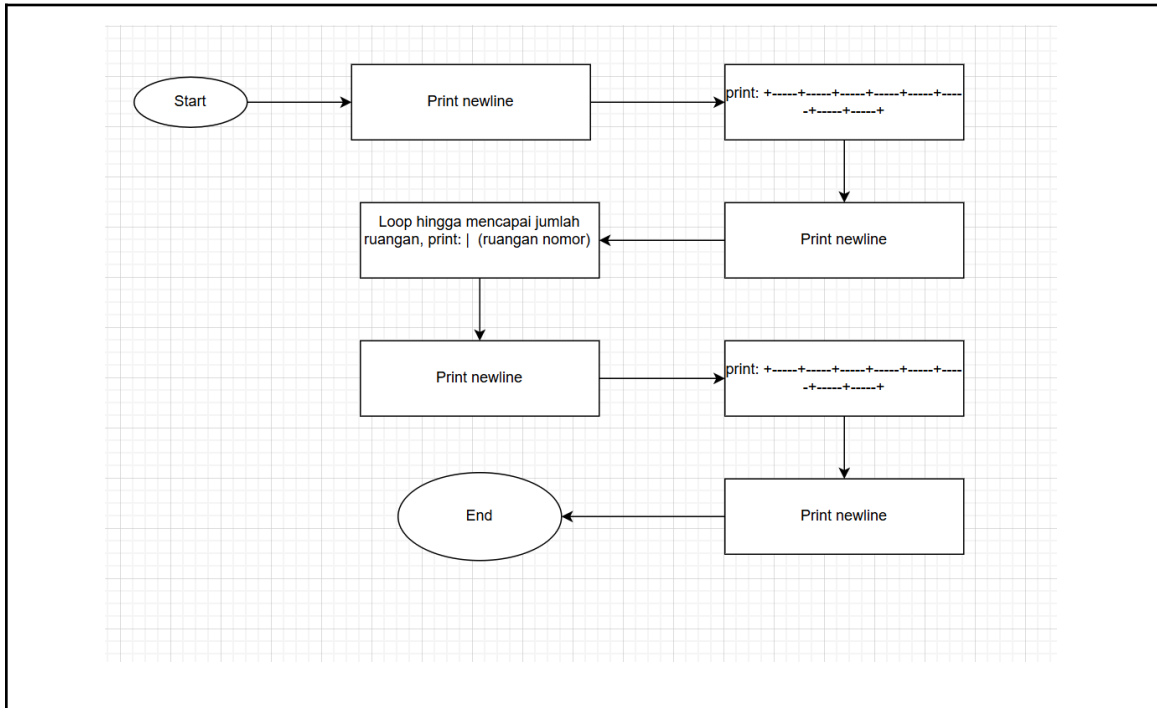 Start
Print newline
print: +-----+-----+-----+-----+-----+----
-+-----+-----+
Loop hingga mencapai jumlah
ruangan, print: |  (ruangan nomor)
Print newline
Print newline
print: +-----+-----+-----+-----+-----+----
-+-----+-----+
End
Print newline